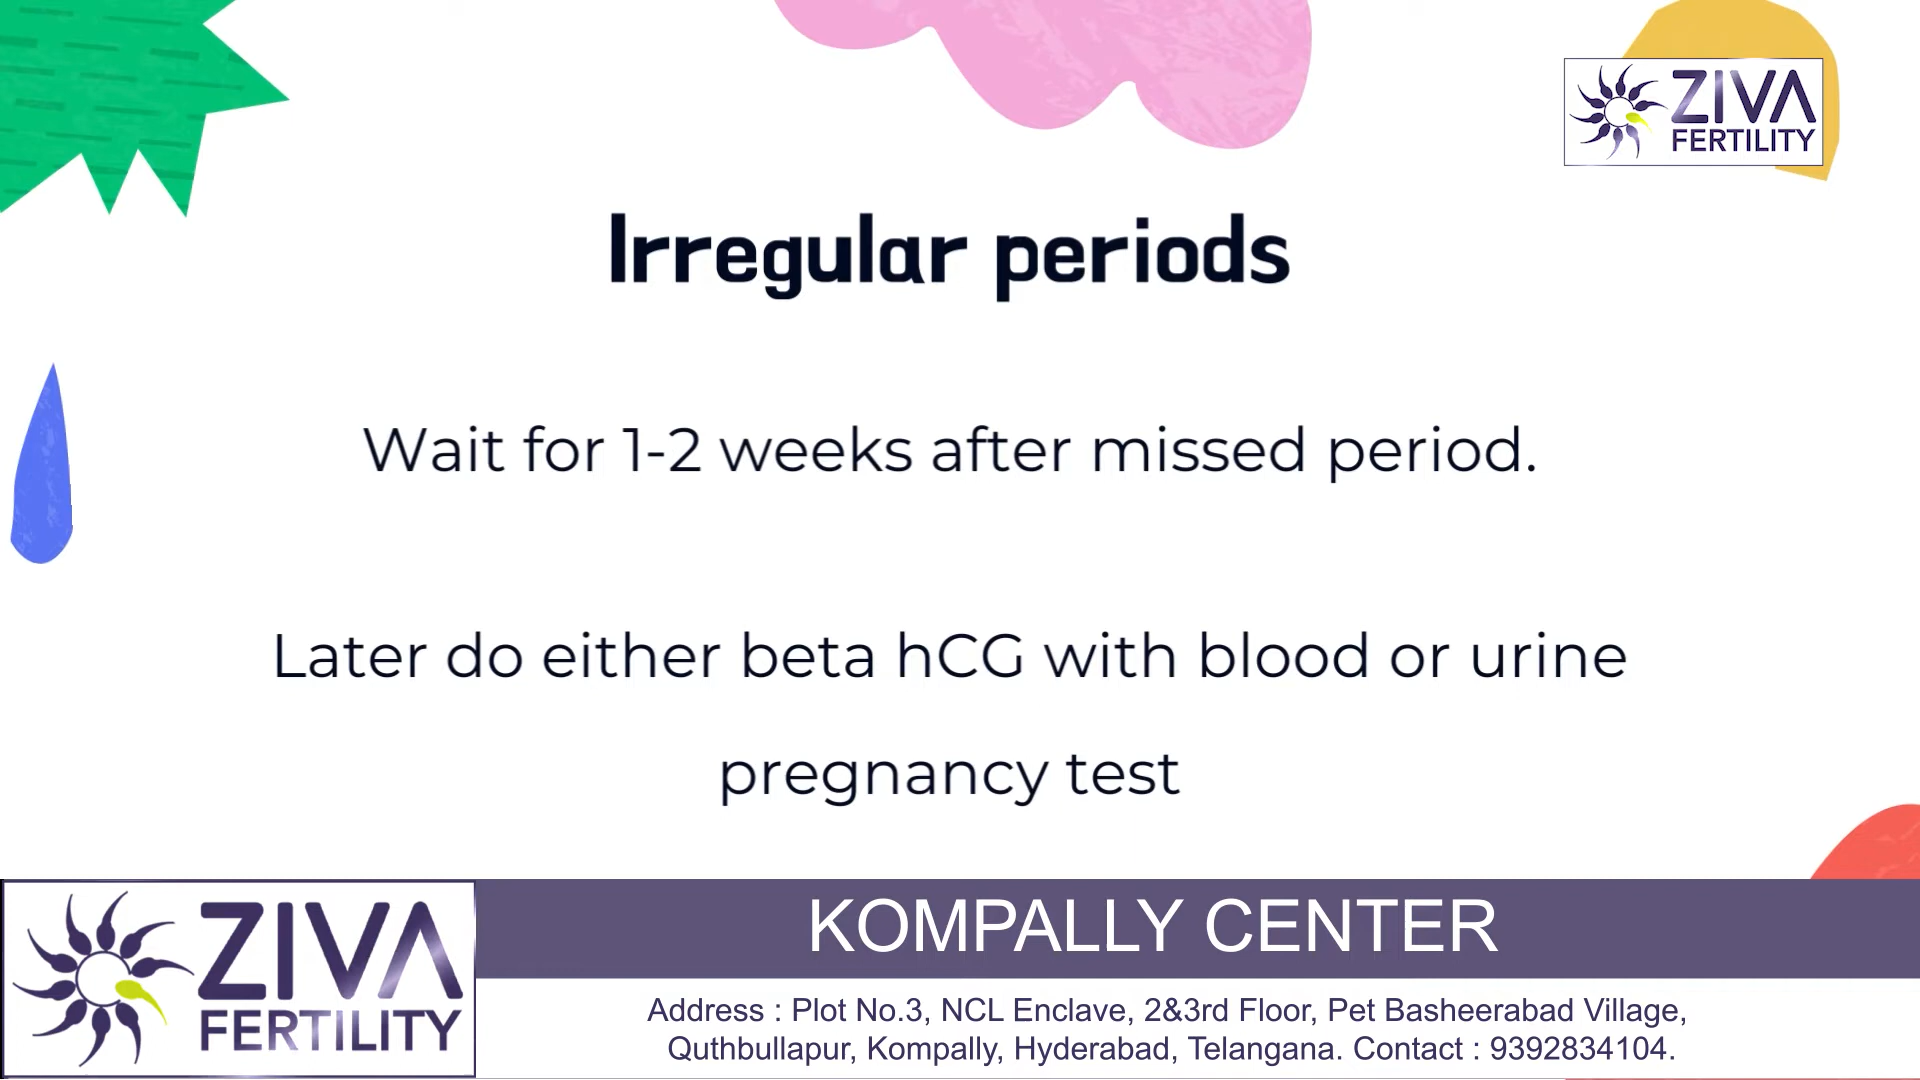 ZIVA
FERTILITY
Irregular periods
Wait for 1-2 weeks after missed period.
Later do either beta hCG with blood or urine
pregnancy test
ZIVA
FERTILITY
KOMPALLY CENTER
Address : Plot No.3, NCL Enclave, 2&3rd Floor, Pet Basheerabad Village,
Quthbullapur, Kompally, Hyderabad, Telangana. Contact : 9392834104.